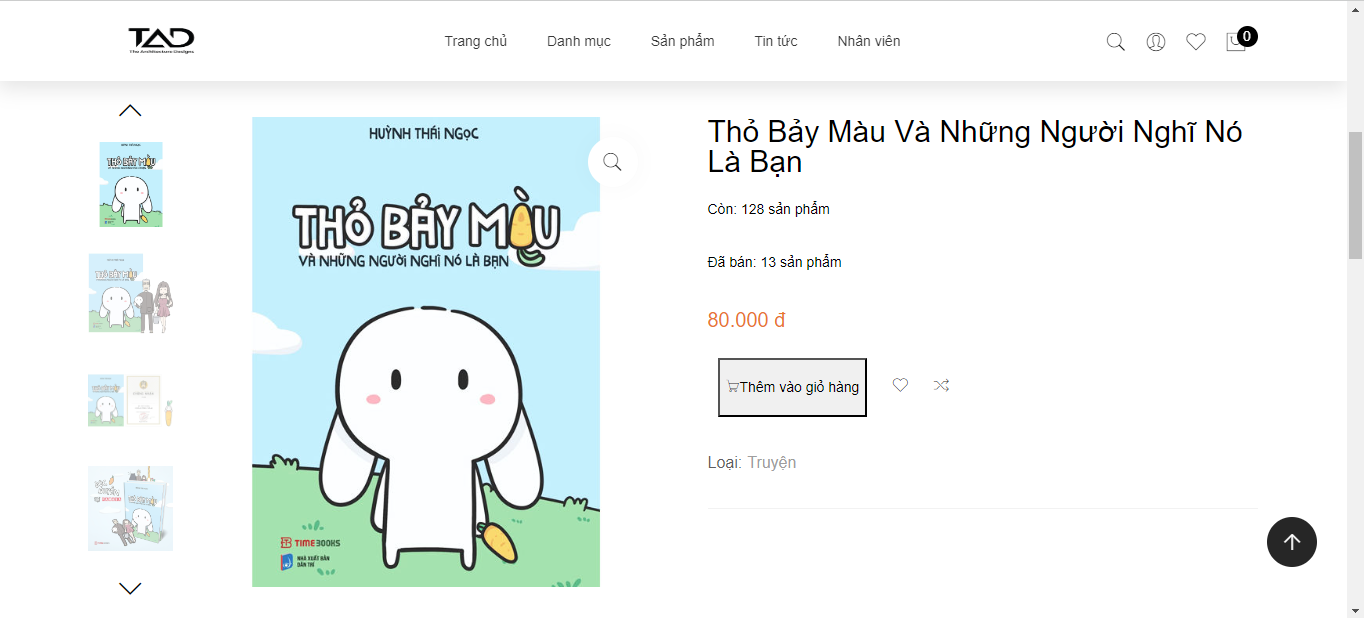 TAD
The Architecture Designs
Trang chủ
Danh mục
Sản phẩm
Tin tức
Nhân viên
0
HUỲNH THÁI NGỌC
THỎ BẢY MÀU
VÀ NHỮNG NGƯỜI NGHĨ NÓ LÀ BẠN
TIMEBOOKS
NHÀ XUẤT BẢN
DÂN TRÍ
Thỏ Bảy Màu Và Những Người Nghĩ Nó
Là Bạn
Còn: 128 sản phẩm
Đã bán: 13 sản phẩm
80.000 đ
Thêm vào giỏ hàng
Loại: Truyện